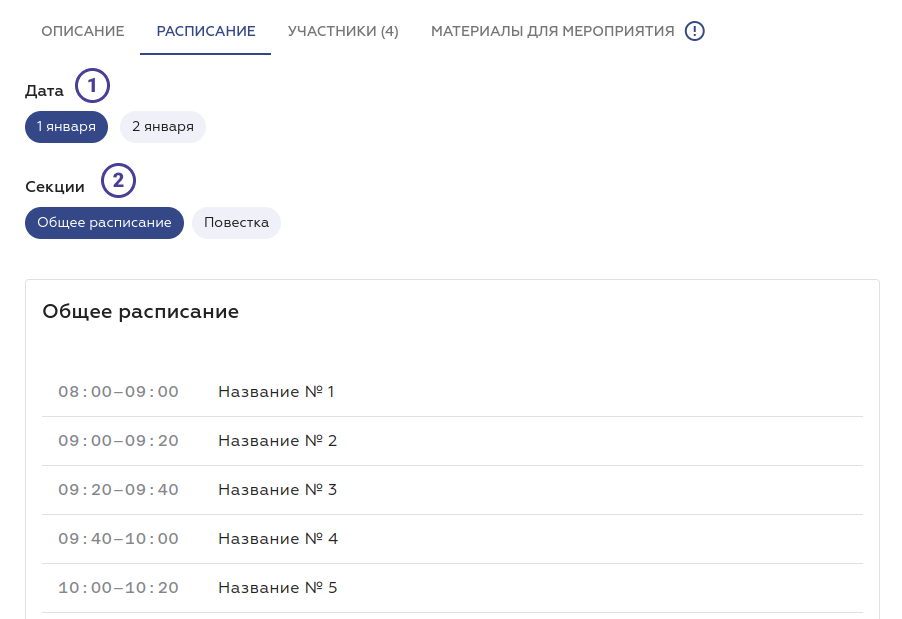 ОПИСАНИЕ РАСПИСАНИЕ УЧАСТНИКИ (4) МАТЕРИАЛЫ ДЛЯ МЕРОПРИЯТИЯ !
Дата 1
1 января 2 января
Секции 2
Общее расписание Повестка
Общее расписание
08:00–09:00 Название № 1
09:00–09:20 Название № 2
09:20–09:40 Название № 3
09:40–10:00 Название № 4
10:00–10:20 Название № 5